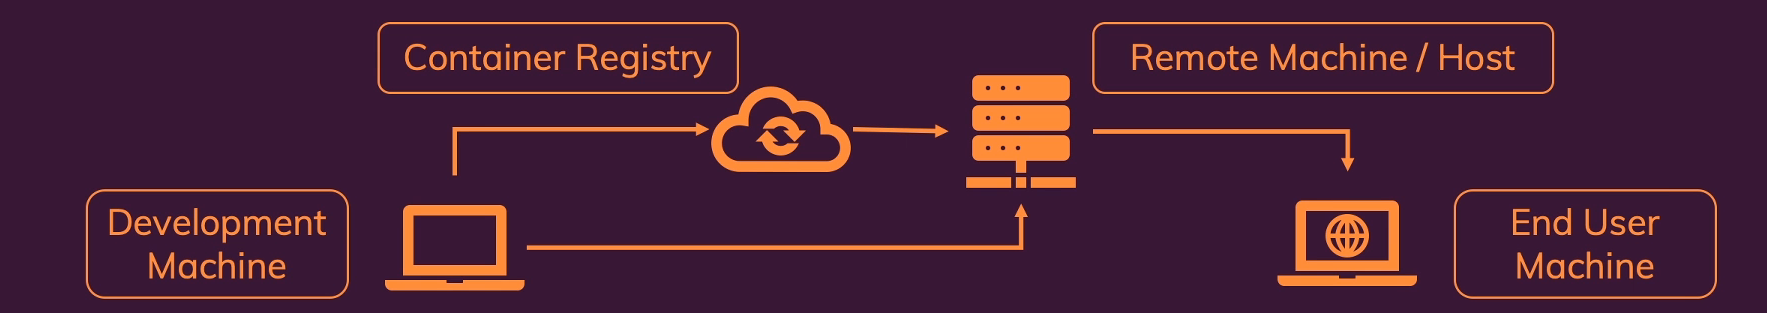 Container Registry
Remote Machine / Host
Development
Machine
End User
Machine